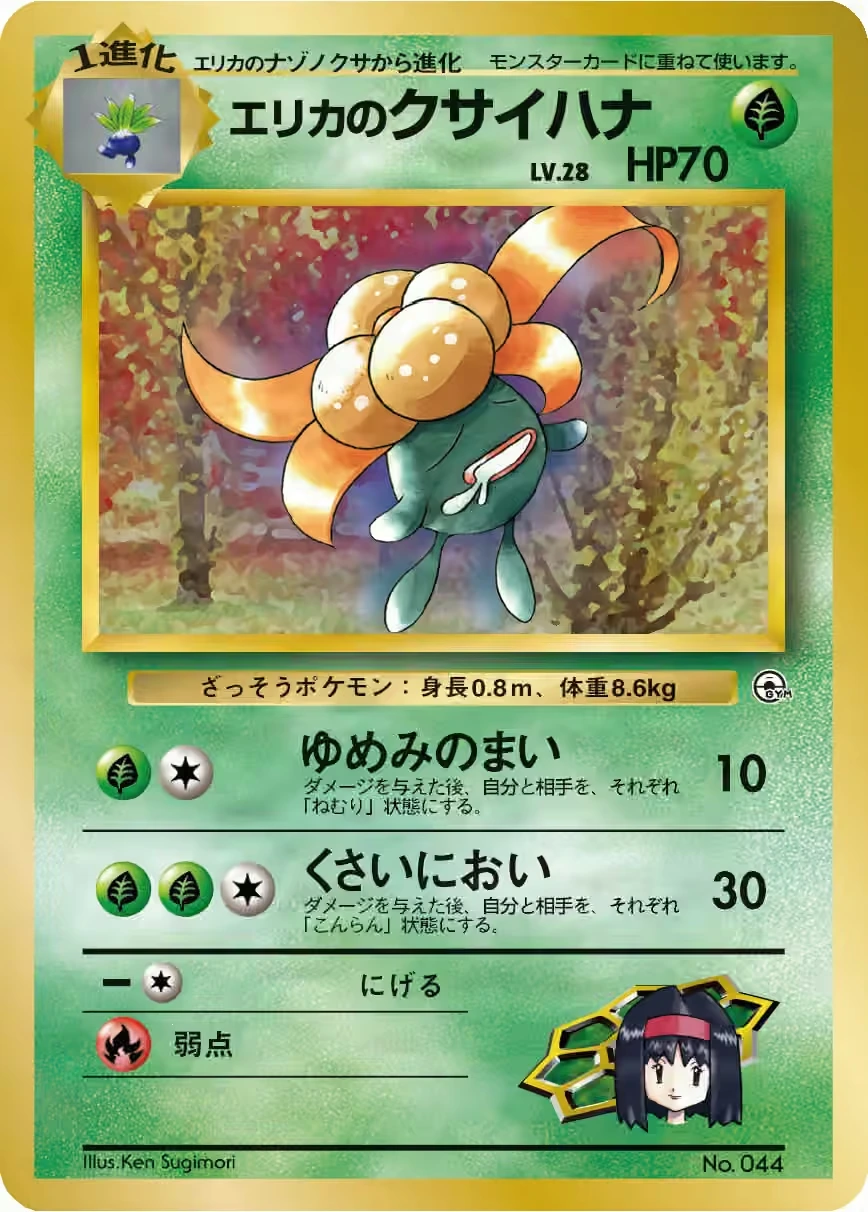 1進化 エリカのナゾノクサから進化 モンスターカードに重ねて使います。
エリカのクサイハナ
LV.28 HP70
ざっそうポケモン：身長0.8m、体重8.6kg
GYM
ゆめみのまい 10
ダメージを与えた後、自分と相手を、それぞれ
「ねむり」状態にする。
くさいにおい 30
ダメージを与えた後、自分と相手を、それぞれ
「こんらん」状態にする。
にげる
弱点
Illus.Ken Sugimori No. 044